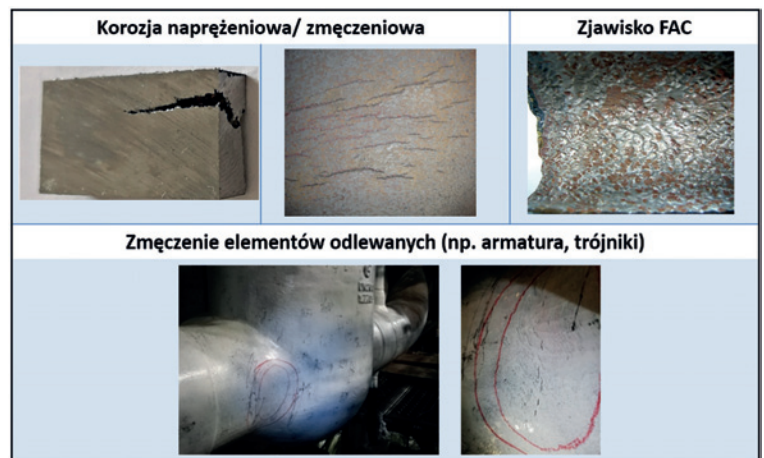 Korozja naprężeniowa/ zmęczeniowa
Zjawisko FAC
Zmęczenie elementów odlewanych (np. armatura, trójniki)